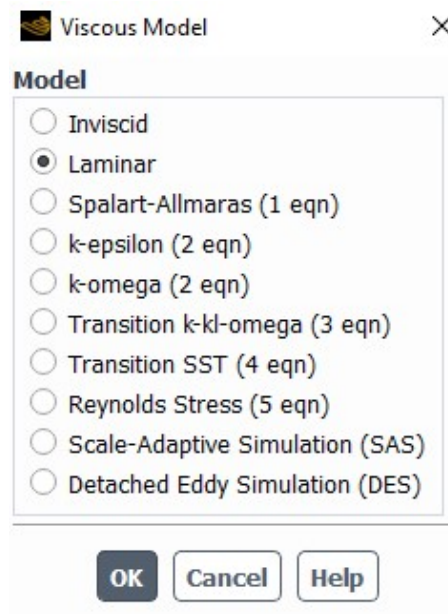 Viscous Model
Model
Inviscid
Laminar
Spalart-Allmaras (1 eqn)
k-epsilon (2 eqn)
k-omega (2 eqn)
Transition k-kl-omega (3 eqn)
Transition SST (4 eqn)
Reynolds Stress (5 eqn)
Scale-Adaptive Simulation (SAS)
Detached Eddy Simulation (DES)
OK Cancel Help